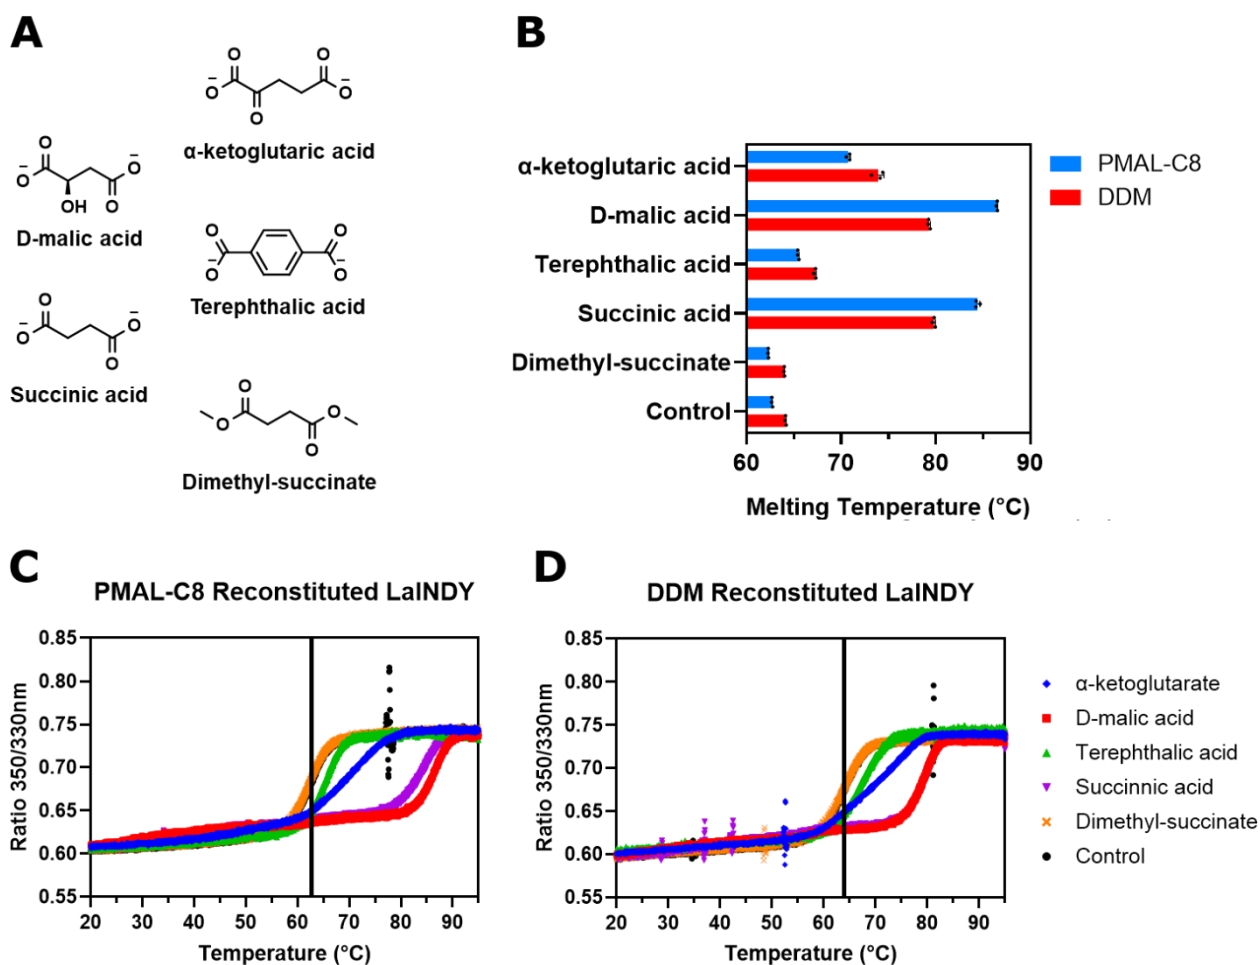 A
O
O
−
O
O
−
O
α-ketoglutaric acid
O
−
O
−
O
OH
O
D-malic acid
O
O
−
O
O
−
Terephthalic acid
O
−
O
−
O
O
Succinic acid
O
O
O
O
Dimethyl-succinate
B
α-ketoglutaric acid
D-malic acid
Terephthalic acid
Succinic acid
Dimethyl-succinate
Control
60 70 80 90
Melting Temperature (°C)
PMAL-C8
DDM
C
PMAL-C8 Reconstituted LaINDY
Ratio 350/330nm
0.85
0.80
0.75
0.70
0.65
0.60
0.55
20 30 40 50 60 70 80 90
Temperature (°C)
D
DDM Reconstituted LaINDY
Ratio 350/330nm
0.85
0.80
0.75
0.70
0.65
0.60
0.55
20 30 40 50 60 70 80 90
Temperature (°C)
α-ketoglutarate
D-malic acid
Terephthalic acid
Succinnic acid
Dimethyl-succinate
Control